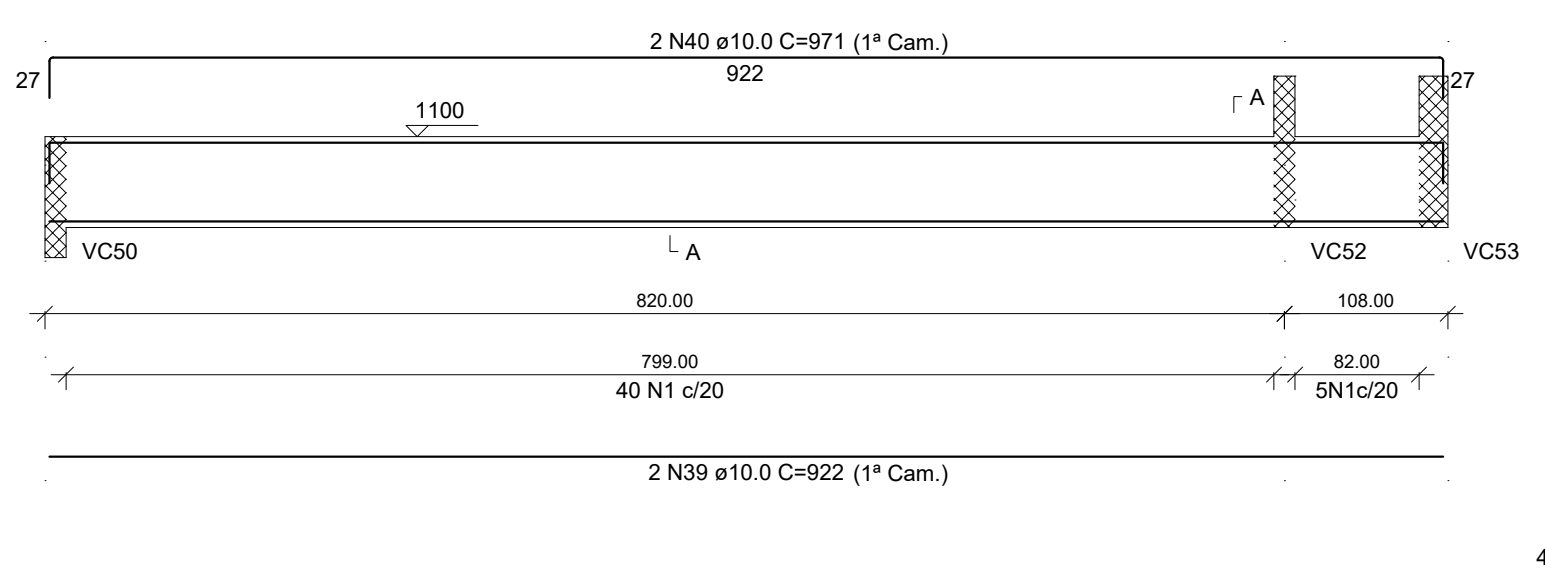 2 N40 ø10.0 C=971 (1ª Cam.)
27
922
27
A
1100
VC50
A
VC52
VC53
820.00
108.00
799.00
82.00
40 N1 c/20
5N1c/20
2 N39 ø10.0 C=922 (1ª Cam.)
4